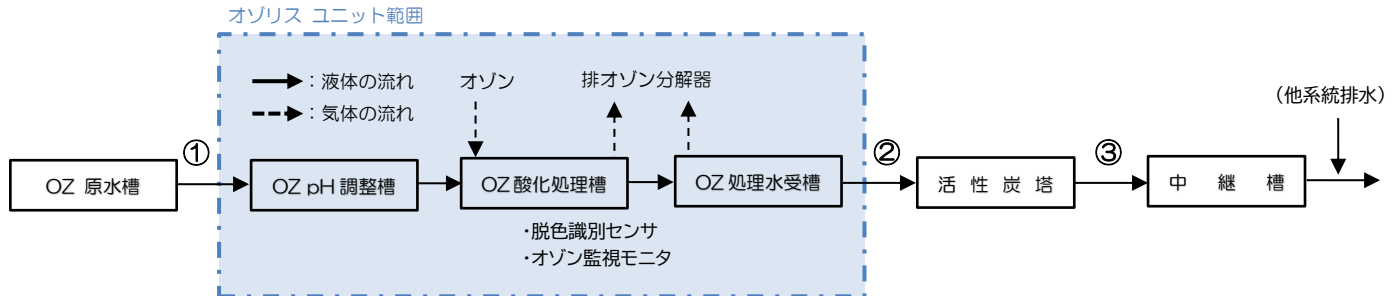 オゾリス ユニット範囲
:液体の流れ
:気体の流れ
オゾン
排オゾン分解器
(他系統排水)
①
②
③
OZ 原水槽
OZ pH 調整槽
OZ 酸化処理槽
OZ 処理水受槽
活 性 炭 塔
中 継 槽
・脱色識別センサ
・オゾン監視モニタ